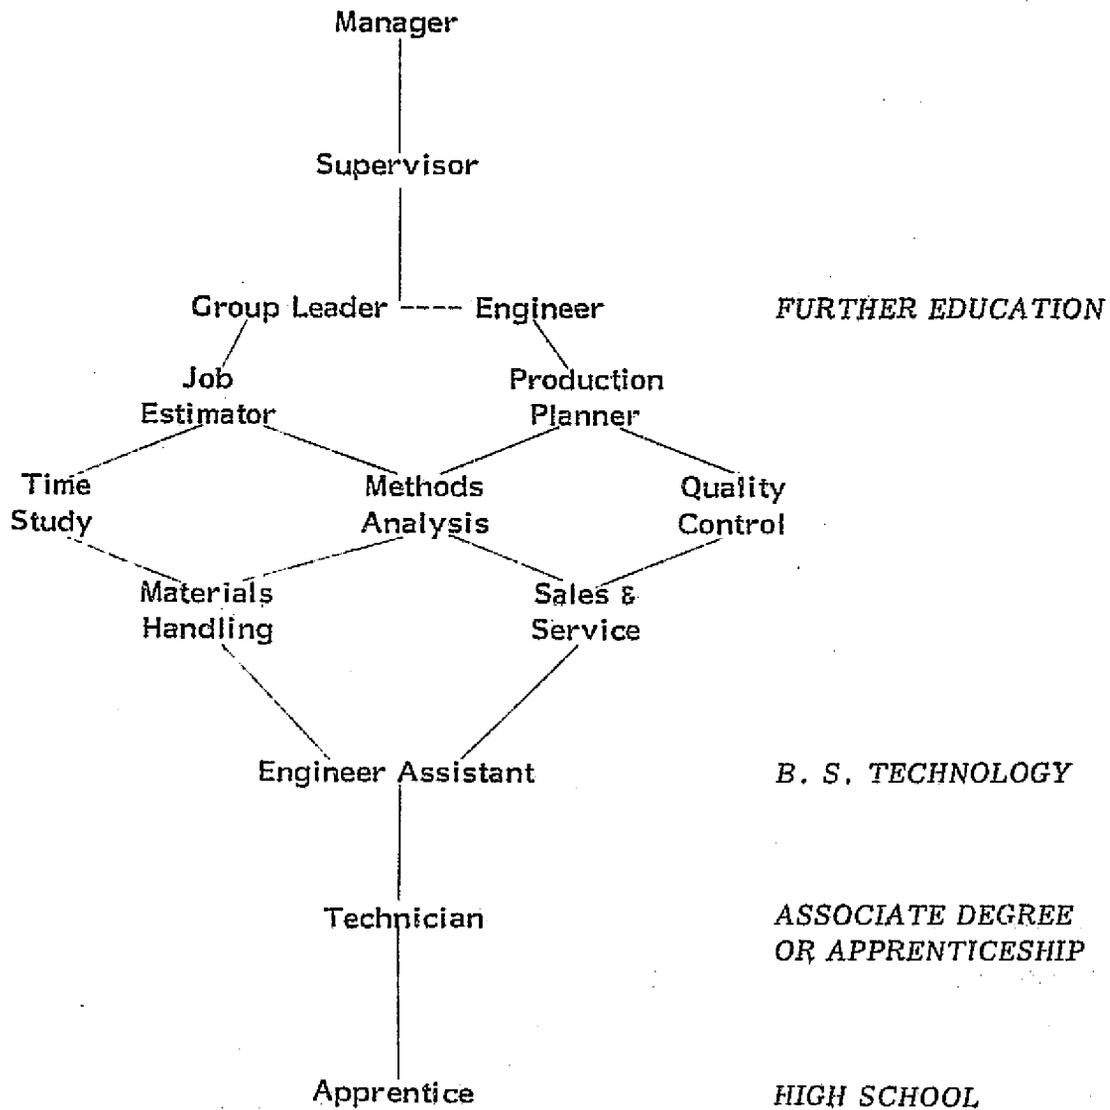 Manager
Supervisor
Group Leader ---- Engineer
FURTHER EDUCATION
Job
Estimator
Production
Planner
Time
Study
Methods
Analysis
Quality
Control
Materials
Handling
Sales &
Service
Engineer Assistant
B. S. TECHNOLOGY
Technician
ASSOCIATE DEGREE
OR APPRENTICESHIP
Apprentice
HIGH SCHOOL